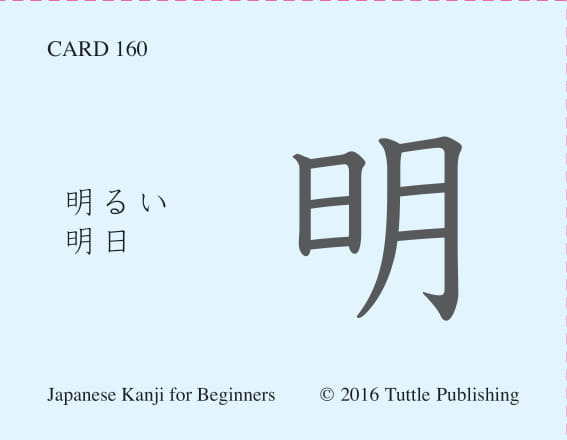 CARD 160
明るい
明日
明
Japanese Kanji for Beginners
© 2016 Tuttle Publishing